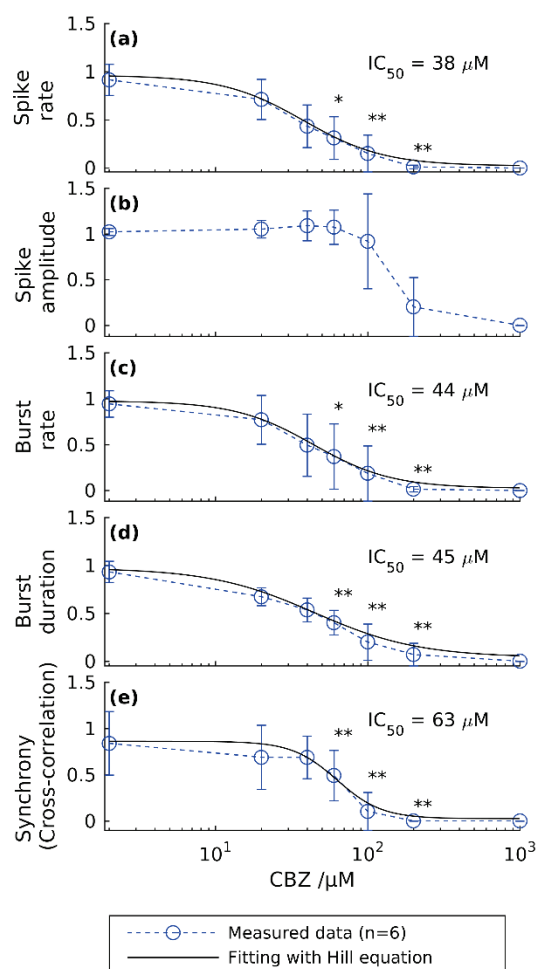 1.5
(a)
IC50 = 38 μM
Spike
rate
1
0.5
0
*
**
**
1.5
(b)
Spike
amplitude
1
0
1.5
(c)
IC50 = 44 μM
Burst
rate
1
0.5
0
*
**
**
1.5
(d)
IC50 = 45 μM
Burst
duration
1
0.5
0
**
**
**
1.5
(e)
IC50 = 63 μM
Synchrony
(Cross-correlation)
1
0.5
0
**
**
**
10^1 10^2 10^3
CBZ /μM
Measured data (n=6)
Fitting with Hill equation